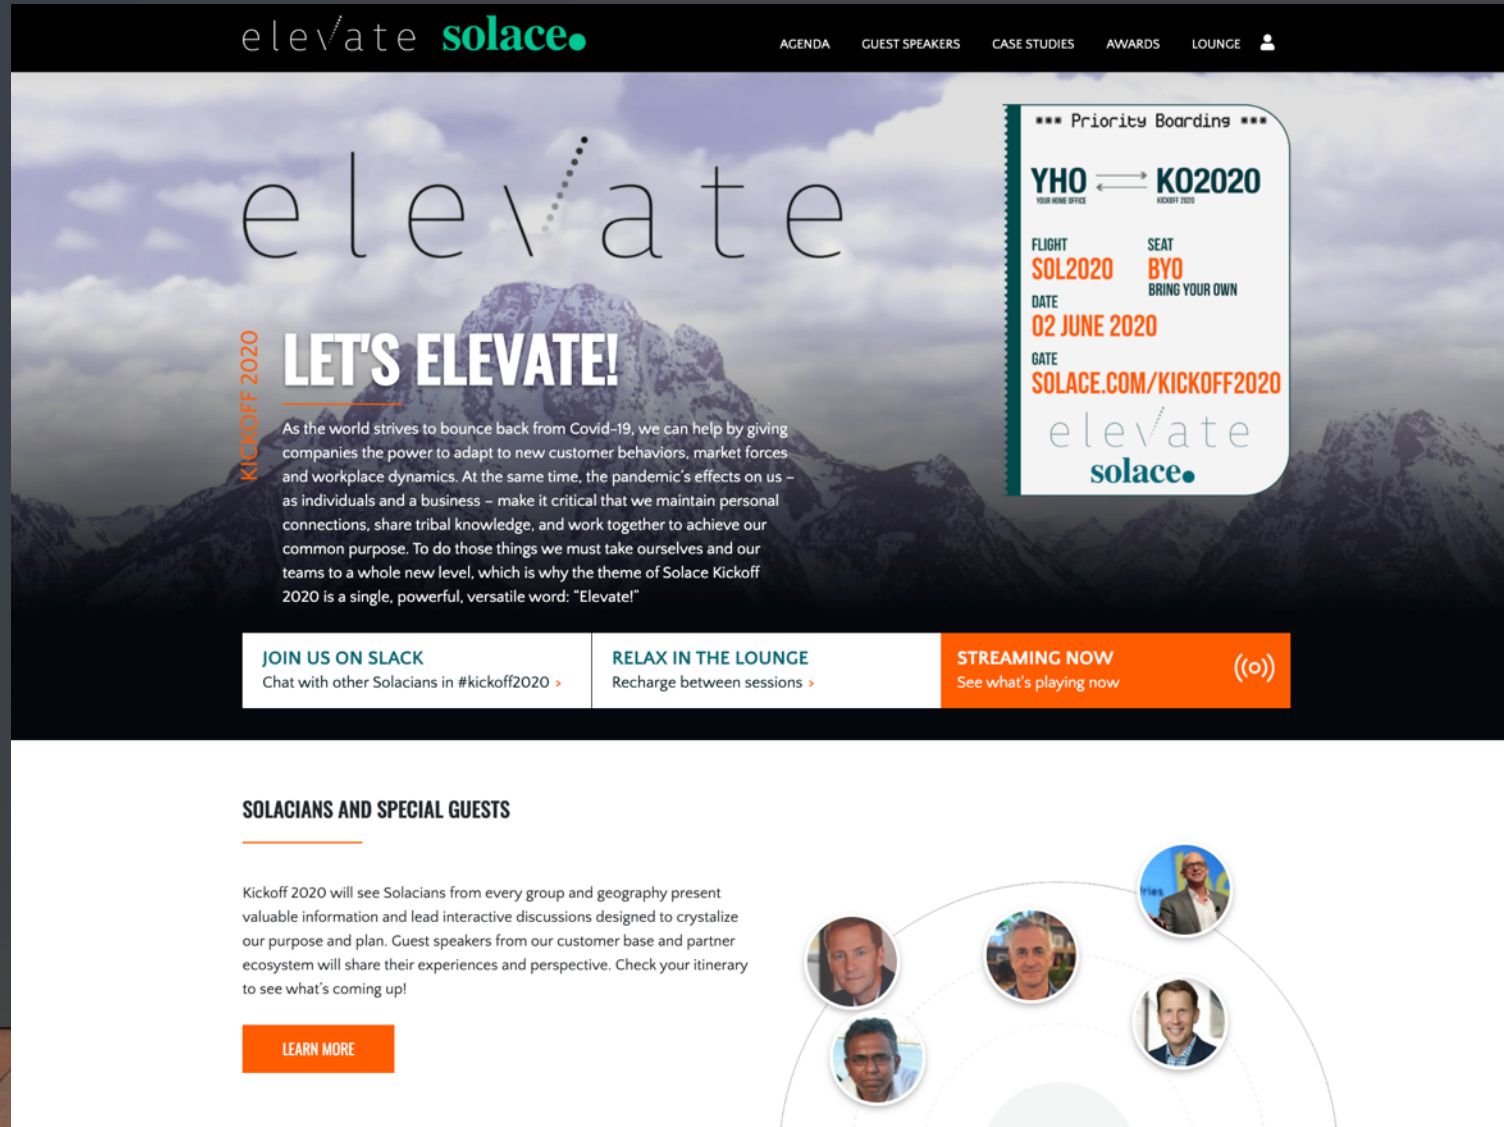 elevate solace
AGENDA GUEST SPEAKERS CASE STUDIES AWARDS LOUNGE
elevate
KICKOFF 2020
LET'S ELEVATE!
As the world strives to bounce back from Covid-19, we can help by giving
companies the power to adapt to new customer behaviors, market forces
and workplace dynamics. At the same time, the pandemic's effects on us –
as individuals and a business – make it critical that we maintain personal
connections, share tribal knowledge, and work together to achieve our
common purpose. To do those things we must take ourselves and our
teams to a whole new level, which is why the theme of Solace Kickoff
2020 is a single, powerful, versatile word: "Elevate!"
*** Priority Boarding ***
YHO KO2020
YOUR HOME OFFICE KICKOFF 2020
FLIGHT SEAT
SOL2020 BYO
BRING YOUR OWN
DATE
02 JUNE 2020
GATE
SOLACE.COM/KICKOFF2020
elevate
solace
JOIN US ON SLACK
Chat with other Solacians in #kickoff2020 >
RELAX IN THE LOUNGE
Recharge between sessions >
STREAMING NOW
See what's playing now
SOLACIANS AND SPECIAL GUESTS
Kickoff 2020 will see Solacians from every group and geography present
valuable information and lead interactive discussions designed to crystalize
our purpose and plan. Guest speakers from our customer base and partner
ecosystem will share their experiences and perspective. Check your itinerary
to see what's coming up!
LEARN MORE
tries